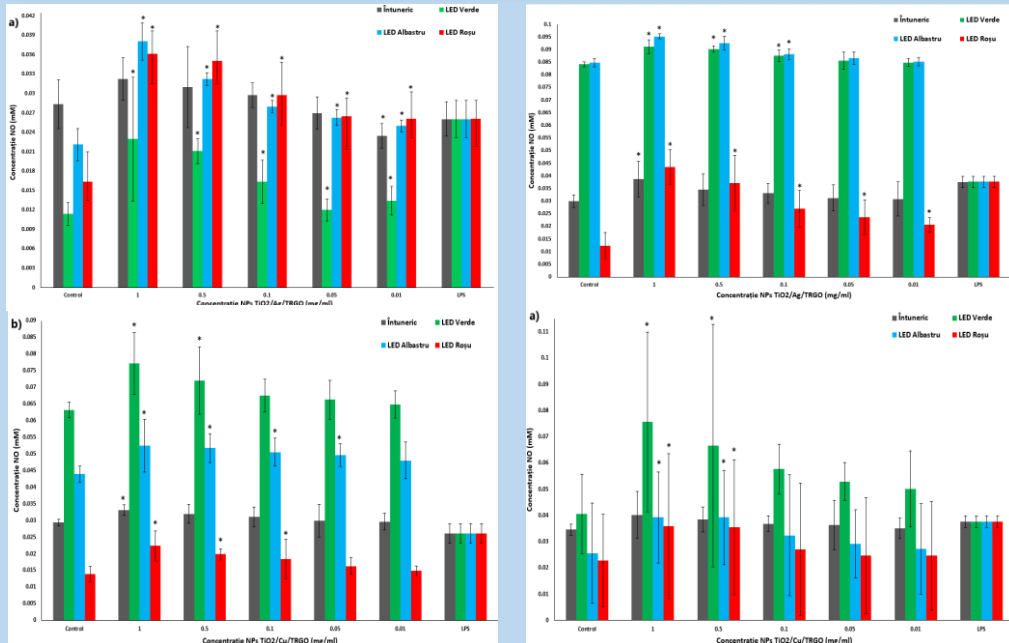 a)
Întuneric LED Verde
LED Albastru LED Roșu
Concentrație NO (mM)
0.042
0.039
0.036
0.033
0.03
0.027
0.024
0.021
0.018
0.015
0.012
0.009
0.006
0.003
0
* * * * * * * * * * * * * *
Control 1 0.5 0.1 0.05 0.01 LPS
Concentrație NPs TiO2/Ag/TRGO (mg/ml)
Întuneric LED Verde
LED Albastru LED Roșu
Concentrație NO (mM)
0.1
0.095
0.09
0.085
0.08
0.075
0.07
0.065
0.06
0.055
0.05
0.045
0.04
0.035
0.03
0.025
0.02
0.015
0.01
0.005
0
* * * * * * * * * * * * *
Control 1 0.5 0.1 0.05 0.01 LPS
Concentrație NPs TiO2/Ag/TRGO (mg/ml)
b)
Întuneric LED Verde
LED Albastru LED Roșu
Concentrație NO (mM)
0.09
0.085
0.08
0.075
0.07
0.065
0.06
0.055
0.05
0.045
0.04
0.035
0.03
0.025
0.02
0.015
0.01
0.005
0
* * * * * * * * * *
Control 1 0.5 0.1 0.05 0.01 LPS
Concentrație NPs TiO2/Cu/TRGO (mg/ml)
a)
Întuneric LED Verde
LED Albastru LED Roșu
Concentrație NO (mM)
0.11
0.1
0.09
0.08
0.07
0.06
0.05
0.04
0.03
0.02
0.01
0
* * * * * *
Control 1 0.5 0.1 0.05 0.01 LPS
Concentrație NPs TiO2/Cu/TRGO (mg/ml)